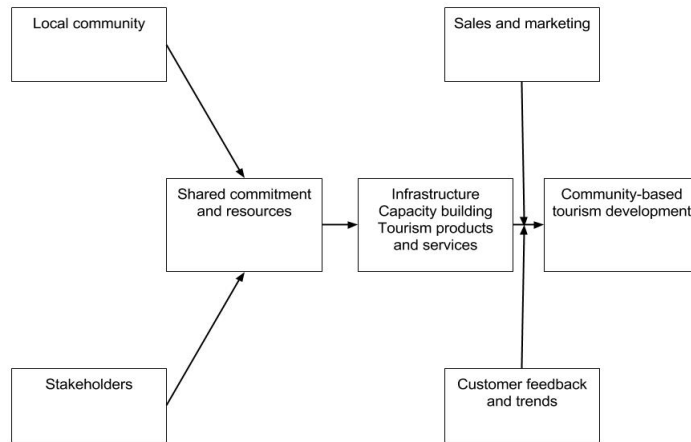 Local community
Sales and marketing
Shared commitment
and resources
Infrastructure
Capacity building
Tourism products
and services
Community-based
tourism development
Stakeholders
Customer feedback
and trends